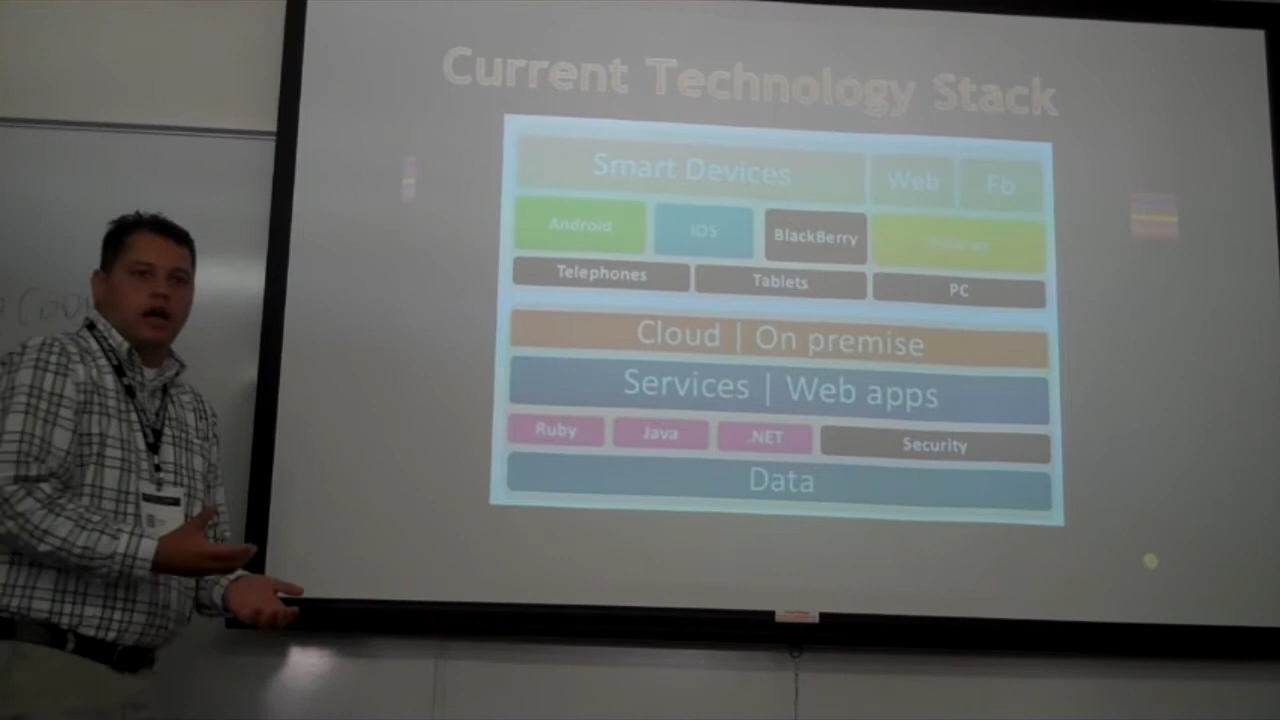 Current Technology Stack
Smart Devices Web Fb
Android iOS BlackBerry
Telephones Tablets PC
Cloud | On premise
Services | Web apps
Ruby Java .NET Security
Data